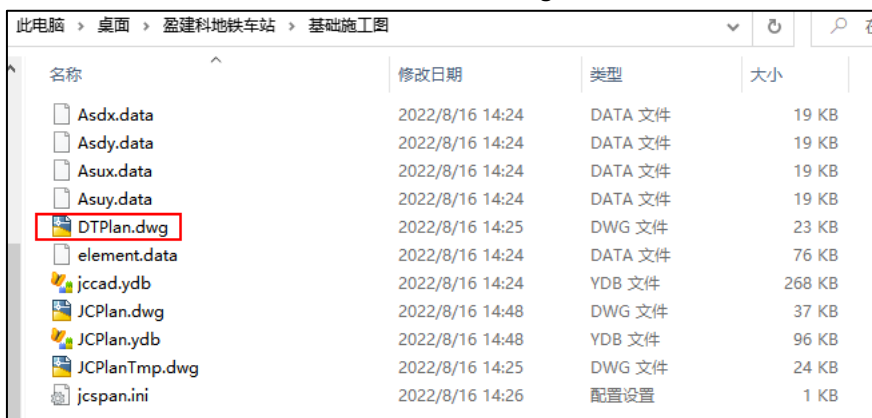 此电脑 > 桌面 > 盈建科地铁车站 > 基础施工图
名称 修改日期 类型 大小
Asdx.data 2022/8/16 14:24 DATA 文件 19 KB
Asdy.data 2022/8/16 14:24 DATA 文件 19 KB
Asux.data 2022/8/16 14:24 DATA 文件 19 KB
Asuy.data 2022/8/16 14:24 DATA 文件 19 KB
DTPlan.dwg 2022/8/16 14:25 DWG 文件 23 KB
element.data 2022/8/16 14:24 DATA 文件 76 KB
jccad.ydb 2022/8/16 14:24 YDB 文件 268 KB
JCPlan.dwg 2022/8/16 14:48 DWG 文件 37 KB
JCPlan.ydb 2022/8/16 14:48 YDB 文件 96 KB
JCPlanTmp.dwg 2022/8/16 14:25 DWG 文件 24 KB
jcspan.ini 2022/8/16 14:26 配置设置 1 KB